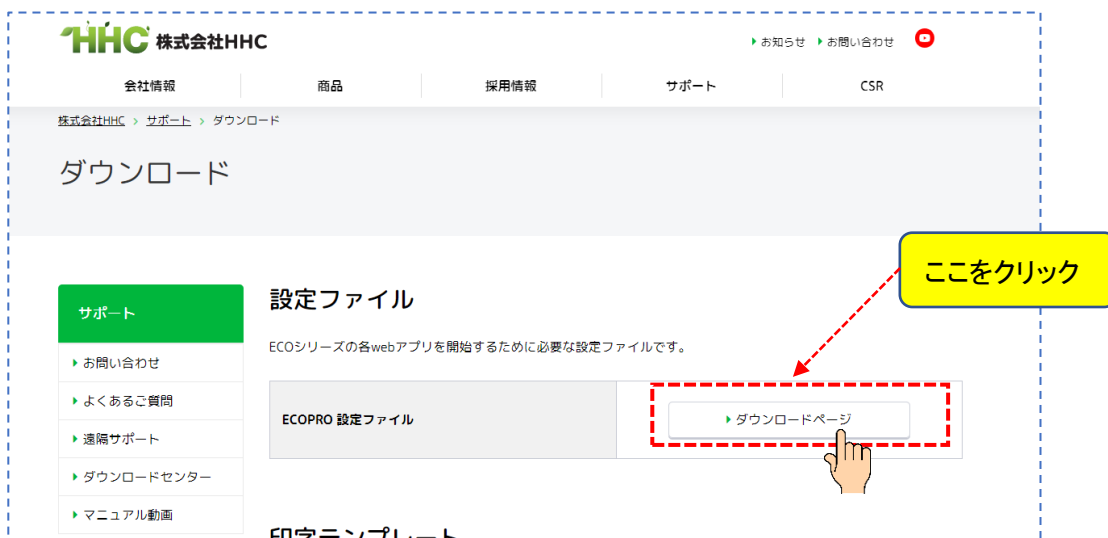 HHC 株式会社HHC
お知らせ お問い合わせ
会社情報 商品 採用情報 サポート CSR
株式会社HHC > サポート > ダウンロード
ダウンロード
ここをクリック
サポート
お問い合わせ
よくあるご質問
遠隔サポート
ダウンロードセンター
マニュアル動画
設定ファイル
ECOシリーズの各webアプリを開始するために必要な設定ファイルです。
ECOPRO 設定ファイル
ダウンロードページ
印字テンプレート